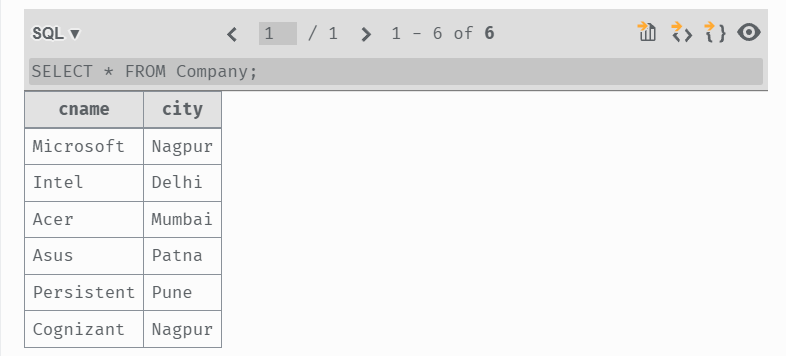 SQL ▼ 1 / 1 1 - 6 of 6
SELECT * FROM Company;
cname city
Microsoft Nagpur
Intel Delhi
Acer Mumbai
Asus Patna
Persistent Pune
Cognizant Nagpur